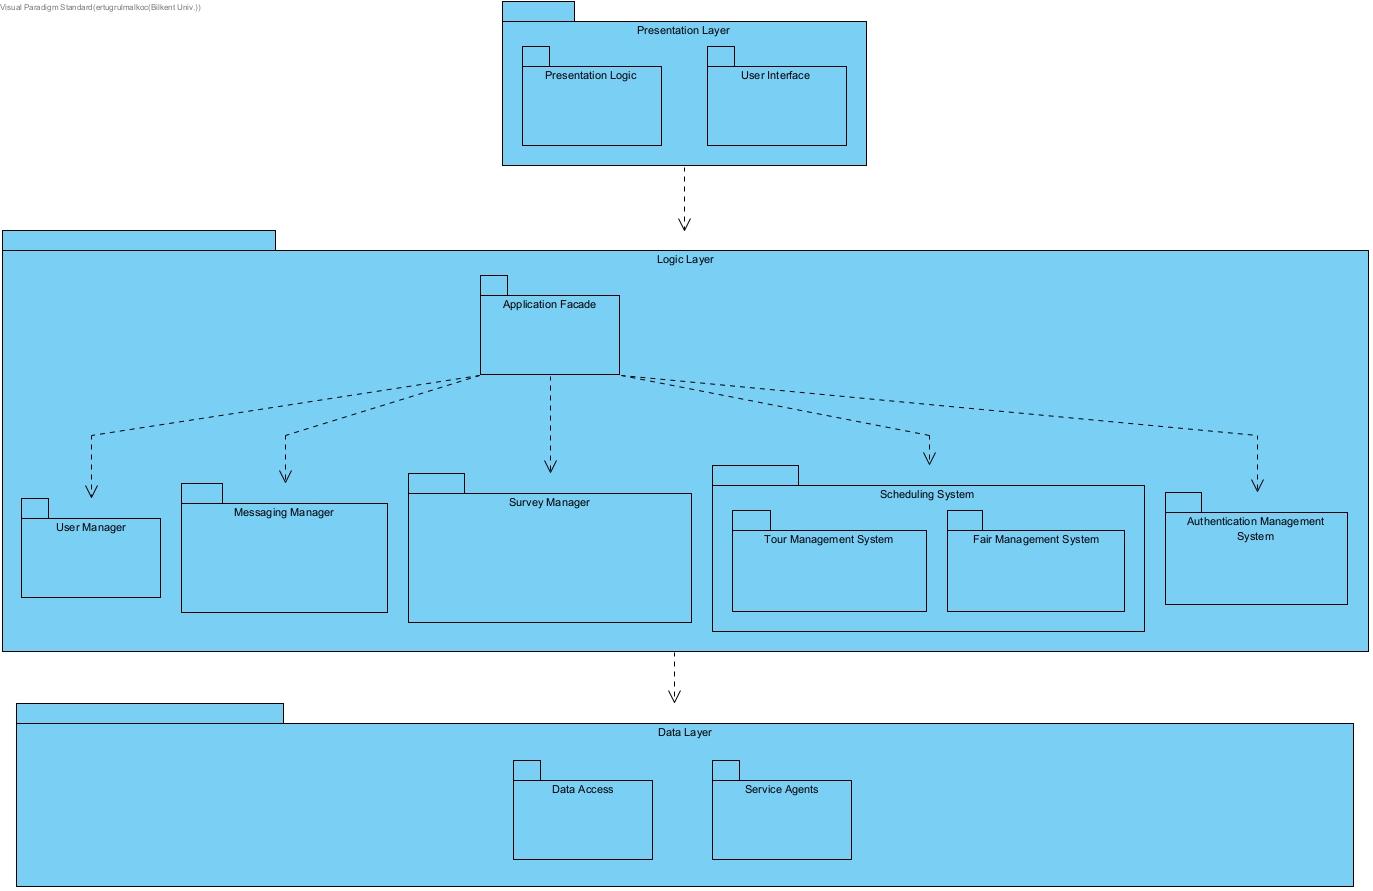 Visual Paradigm Standard(ertugrulmalkoc(Bilkent Univ.))
Presentation Layer
Presentation Logic
User Interface
Logic Layer
Application Facade
User Manager
Messaging Manager
Survey Manager
Scheduling System
Tour Management System
Fair Management System
Authentication Management
System
Data Layer
Data Access
Service Agents